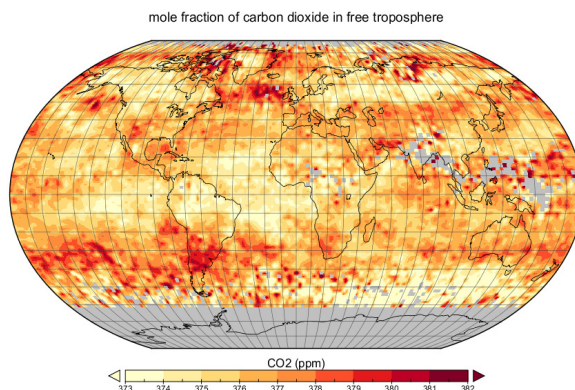 mole fraction of carbon dioxide in free troposphere
CO2 (ppm)
373 374 375 376 377 378 379 380 381 382